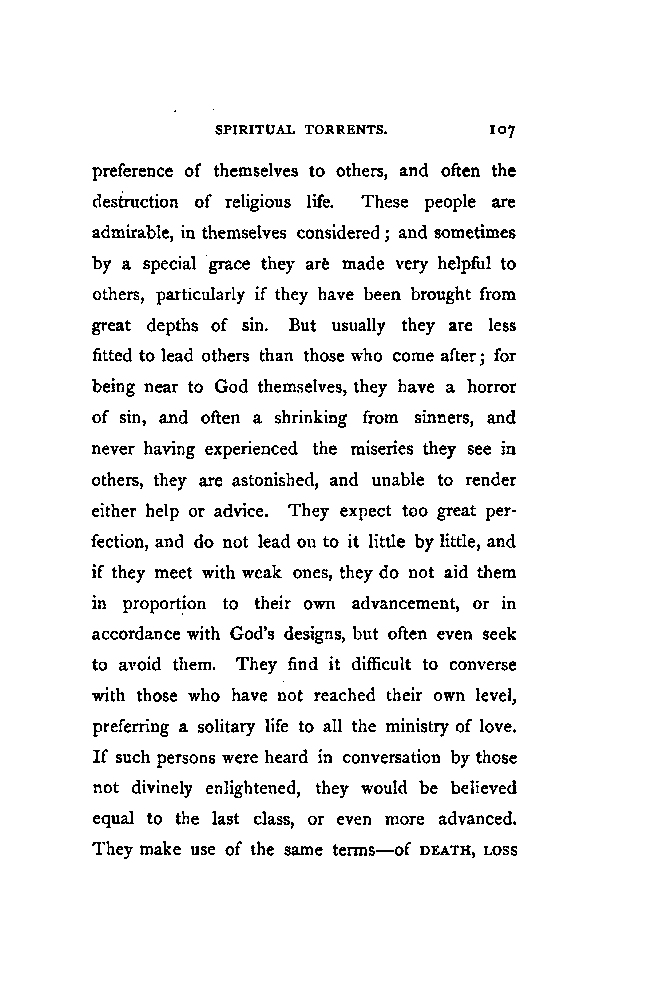 SPIRITUAL TORRENTS. 107
preference of themselves to others, and often the
destruction of religious life. These people are
admirable, in themselves considered; and sometimes
by a special grace they are made very helpful to
others, particularly if they have been brought from
great depths of sin. But usually they are less
fitted to lead others than those who come after; for
being near to God themselves, they have a horror
of sin, and often a shrinking from sinners, and
never having experienced the miseries they see in
others, they are astonished, and unable to render
either help or advice. They expect too great per-
fection, and do not lead on to it little by little, and
if they meet with weak ones, they do not aid them
in proportion to their own advancement, or in
accordance with God's designs, but often even seek
to avoid them. They find it difficult to converse
with those who have not reached their own level,
preferring a solitary life to all the ministry of love.
If such persons were heard in conversation by those
not divinely enlightened, they would be believed
equal to the last class, or even more advanced.
They make use of the same terms—of DEATH, LOSS